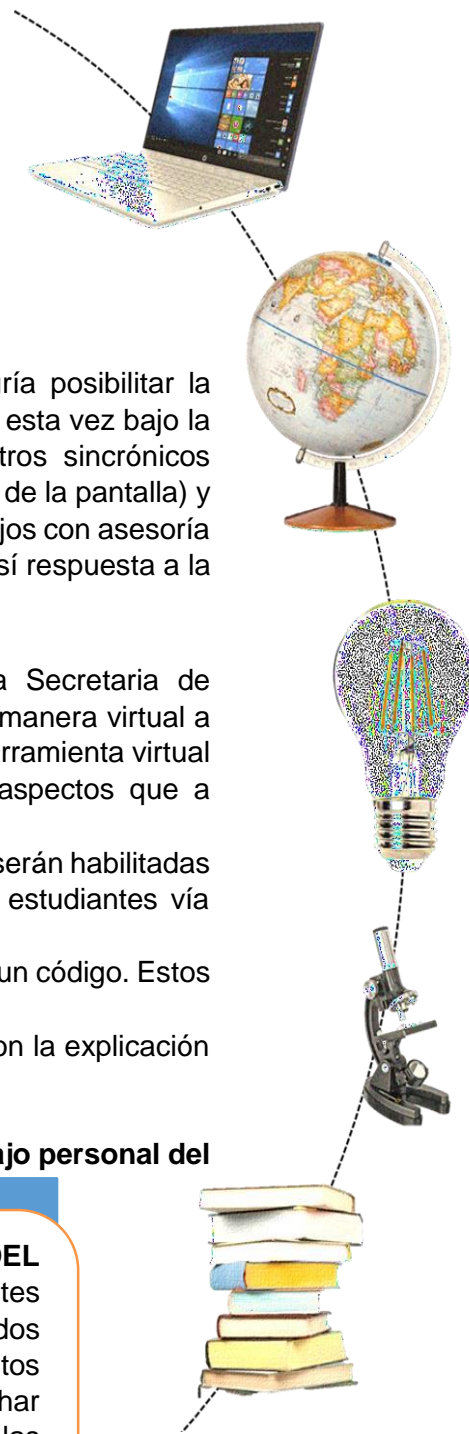 ría posibilitar la
esta vez bajo la
tros sincrónicos
de la pantalla) y
jos con asesoría
sí respuesta a la
a Secretaria de
manera virtual a
rramienta virtual
aspectos que a
serán habilitadas
estudiantes vía
un código. Estos
on la explicación
ajo personal del
DEL
tes
dos
tos
har